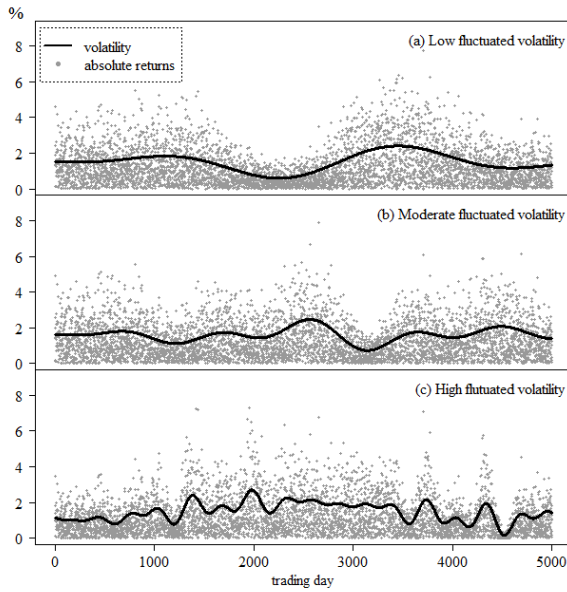 %
volatility
absolute returns
(a) Low fluctuated volatility
8
6
4
2
0
(b) Moderate fluctuated volatility
8
6
4
2
0
(c) High flutuated volatility
8
6
4
2
0
0 1000 2000 3000 4000 5000
trading day